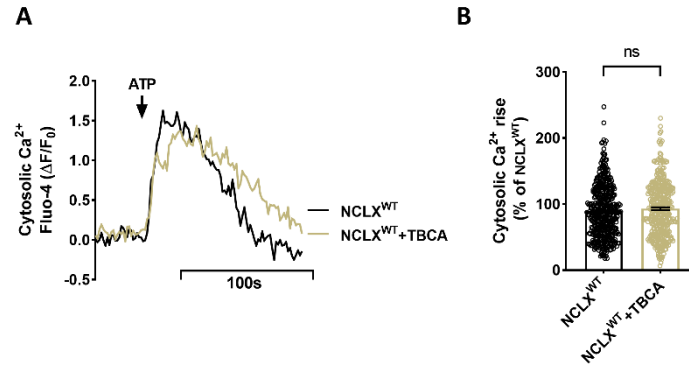 A
ATP
Cytosolic Ca²⁺
Fluo-4 (ΔF/F₀)
2.0
1.5
1.0
0.5
0.0
-0.5
NCLXᵂᵀ
NCLXᵂᵀ+TBCA
100s
B
ns
Cytosolic Ca²⁺ rise
(% of NCLXᵂᵀ)
300
200
100
0
NCLXᵂᵀ
NCLXᵂᵀ+TBCA